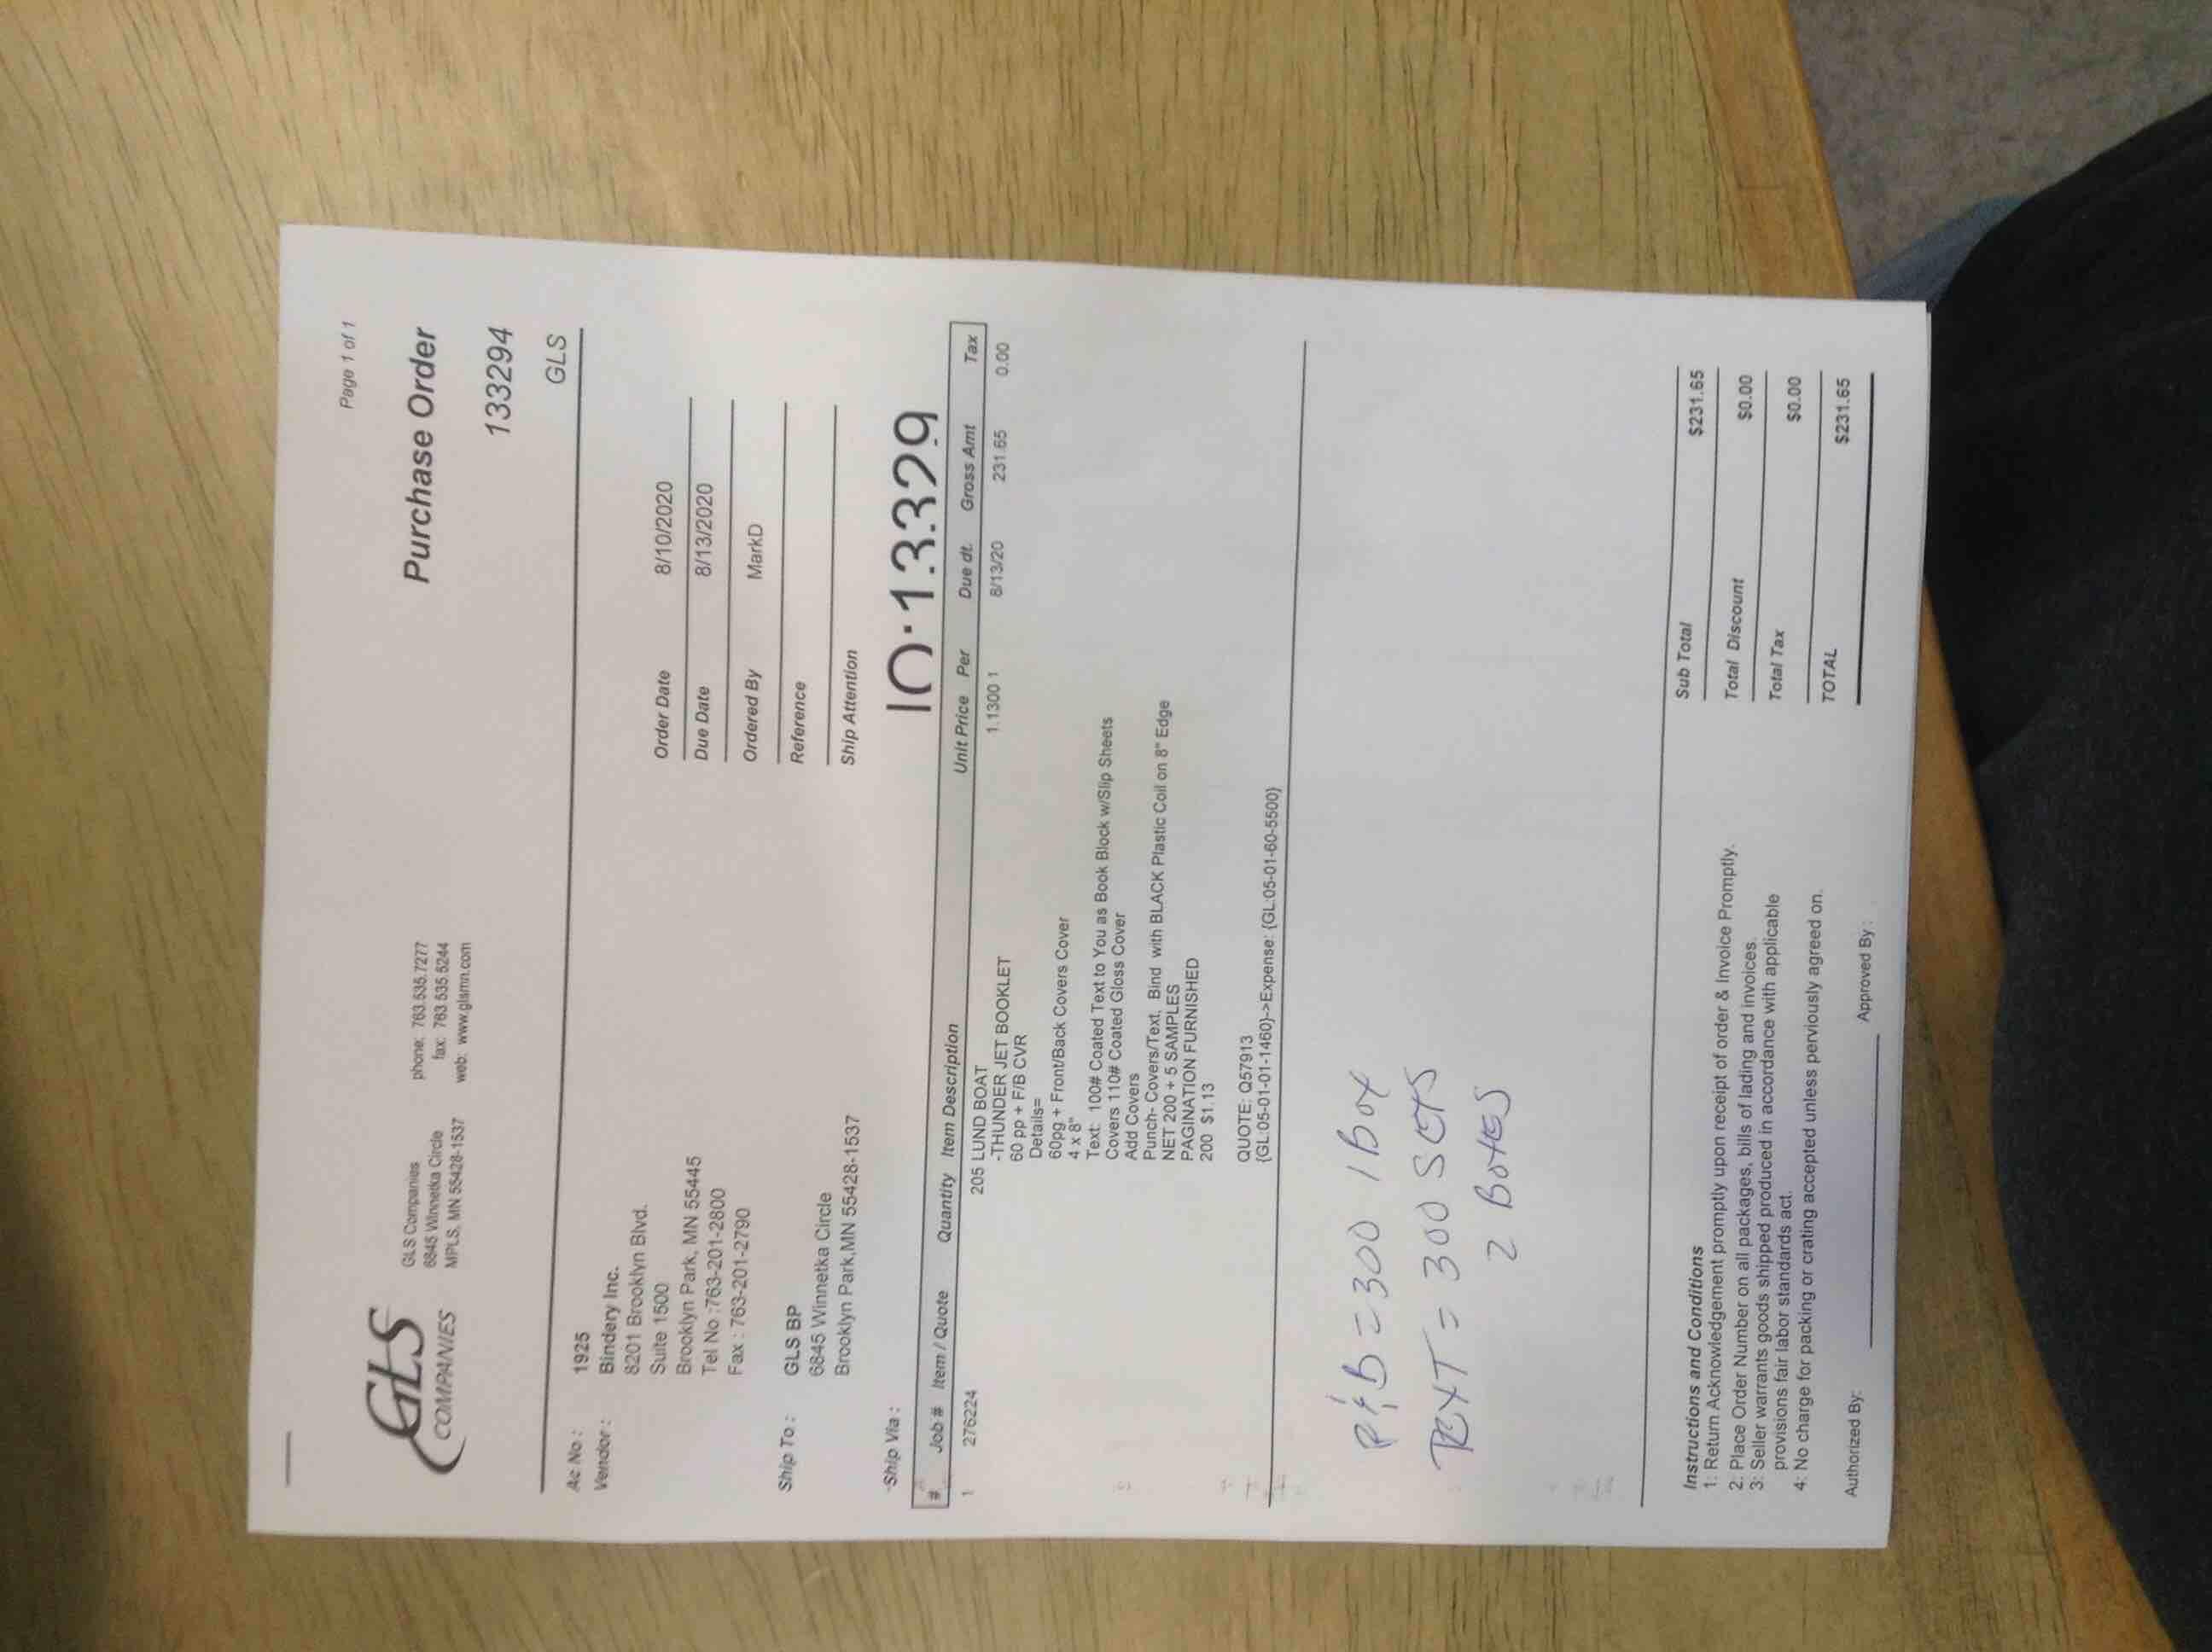 Page 1 of 1
GLS
COMPANIES
GLS Companies
6845 Winnetka Circle
MPLS, MN 55428-1537
phone: 763.535.7277
fax: 763 535 5244
web: www.glsmn.com
Purchase Order
133294
GLS
Ac No : 1925
Vendor : Bindery Inc.
8201 Brooklyn Blvd.
Suite 1500
Brooklyn Park, MN 55445
Tel No :763-201-2800
Fax : 763-201-2790
Order Date 8/10/2020
Due Date 8/13/2020
Ordered By MarkD
Reference
Ship Attention
Ship To : GLS BP
6845 Winnetka Circle
Brooklyn Park,MN 55428-1537
Ship Via :
10.13329
# Job # Item / Quote Quantity Item Description Unit Price Per Due dt. Gross Amt Tax
1 276224 205 LUND BOAT 1.1300 1 8/13/20 231.65 0.00
-THUNDER JET BOOKLET
60 pp + F/B CVR
Details=
60pg + Front/Back Covers Cover
4 x 8"
Text: 100# Coated Text to You as Book Block w/Slip Sheets
Covers 110# Coated Gloss Cover
Add Covers
Punch- Covers/Text, Bind with BLACK Plastic Coil on 8" Edge
NET 200 + 5 SAMPLES
PAGINATION FURNISHED
200 $1.13
QUOTE: Q57913
{GL:05-01-01-1460}->Expense: {GL:05-01-60-5500}
F&B = 300 1 Box
TEXT = 300 SETS
2 BOXES
Instructions and Conditions
1: Return Acknowledgement promptly upon receipt of order & Invoice Promptly.
2: Place Order Number on all packages, bills of lading and invoices.
3: Seller warrants goods shipped produced in accordance with applicable
provisions fair labor standards act.
4: No charge for packing or crating accepted unless perviously agreed on.
Sub Total $231.65
Total Discount $0.00
Total Tax $0.00
TOTAL $231.65
Authorized By: Approved By :